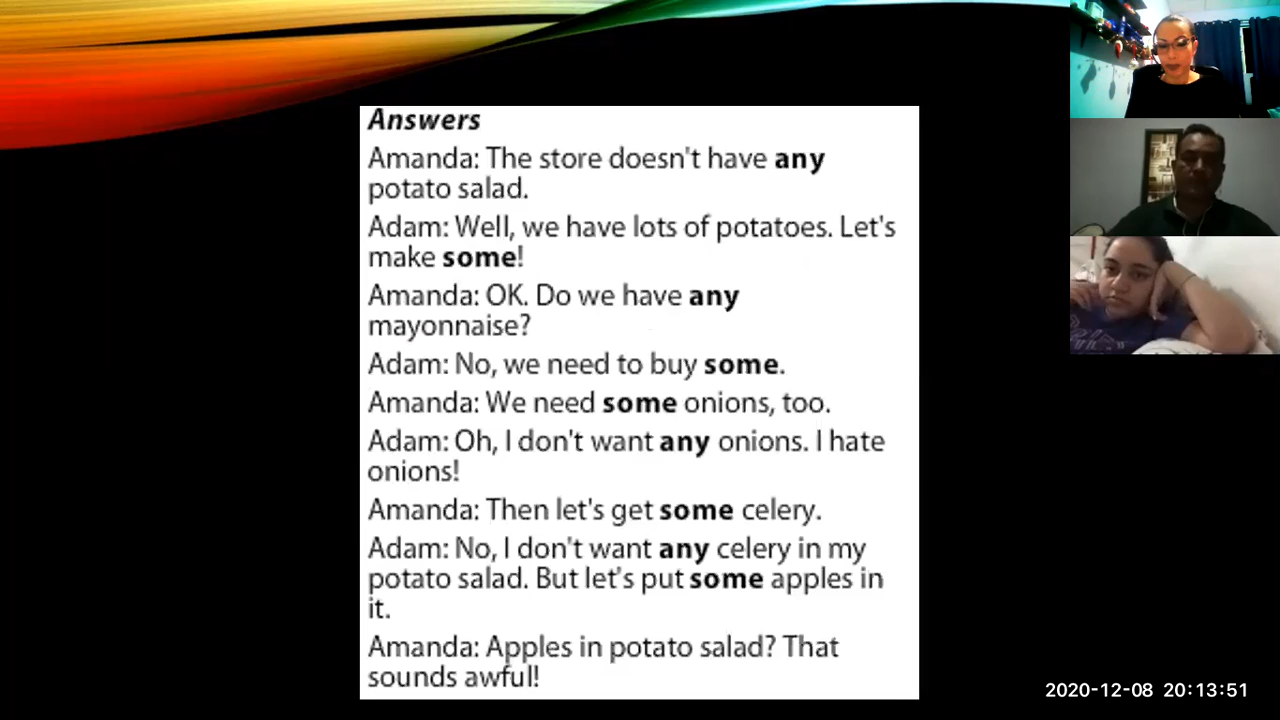 Answers
Amanda: The store doesn't have any
potato salad.
Adam: Well, we have lots of potatoes. Let's
make some!
Amanda: OK. Do we have any
mayonnaise?
Adam: No, we need to buy some.
Amanda: We need some onions, too.
Adam: Oh, I don't want any onions. I hate
onions!
Amanda: Then let's get some celery.
Adam: No, I don't want any celery in my
potato salad. But let's put some apples in
it.
Amanda: Apples in potato salad? That
sounds awful!
2020-12-08 20:13:51